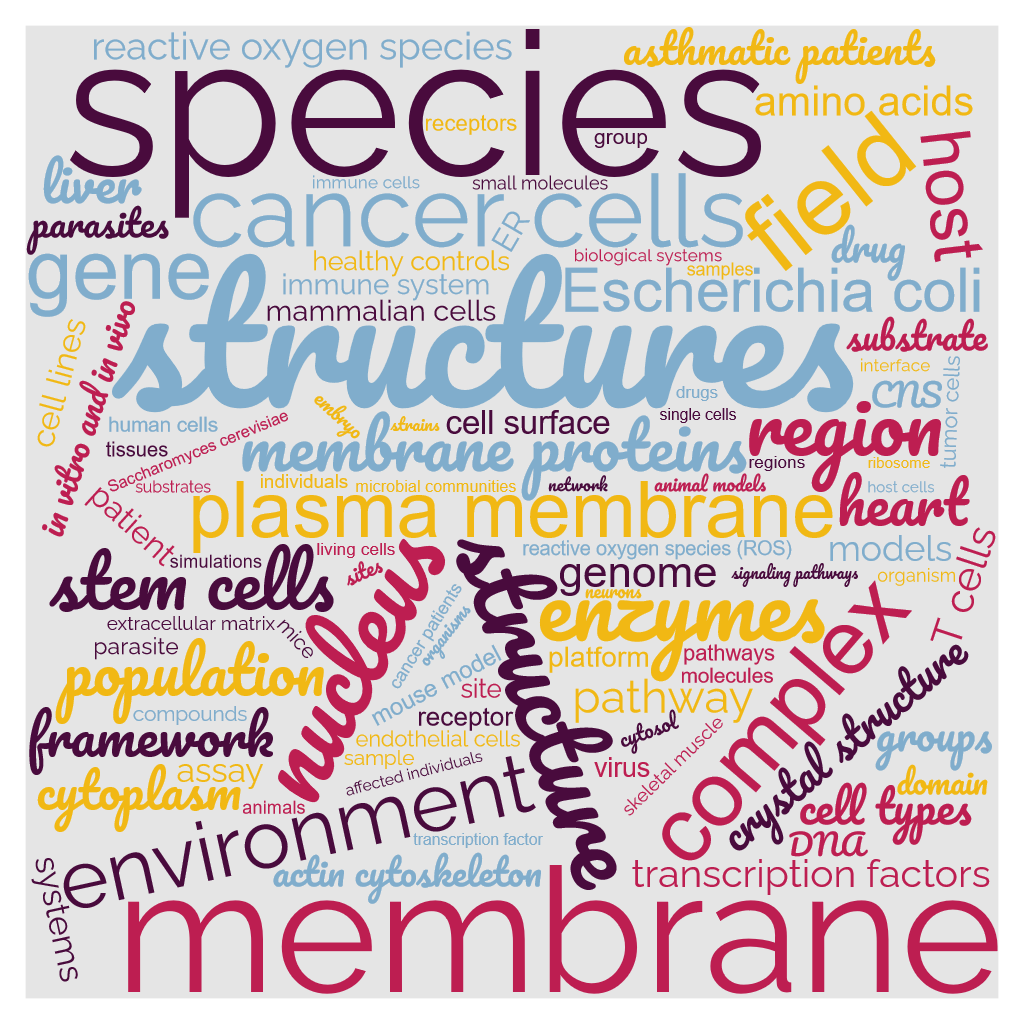 reactive oxygen species
asthmatic patients
species
amino acids
receptors
group
field
host
liver
immune cells
small molecules
parasites
cancer cells
ER
drug
gene
healthy controls
biological systems
samples
immune system
Escherichia coli
mammalian cells
structures
in vitro and in vivo
cell lines
substrate
interface
CNS
tumor cells
drugs
human cells
embryo
strains
cell surface
single cells
region
tissues
Saccharomyces cerevisiae
membrane proteins
regions
ribosome
substrates
individuals
microbial communities
network
animal models
host cells
patient
plasma membrane
heart
simulations
living cells
sites
reactive oxygen species (ROS)
models
T cells
stem cells
nucleus
structure
genome
signaling pathways
organism
neurons
enzymes
extracellular matrix
mice
cancer patients
organisms
parasite
complex
platform
pathways
molecules
population
mouse model
site
pathway
compounds
receptor
cytosol
crystal structure
framework
endothelial cells
groups
assay
sample
affected individuals
virus
skeletal muscle
cytoplasm
animals
domain
cell types
environment
transcription factor
DNA
systems
actin cytoskeleton
transcription factors
membrane